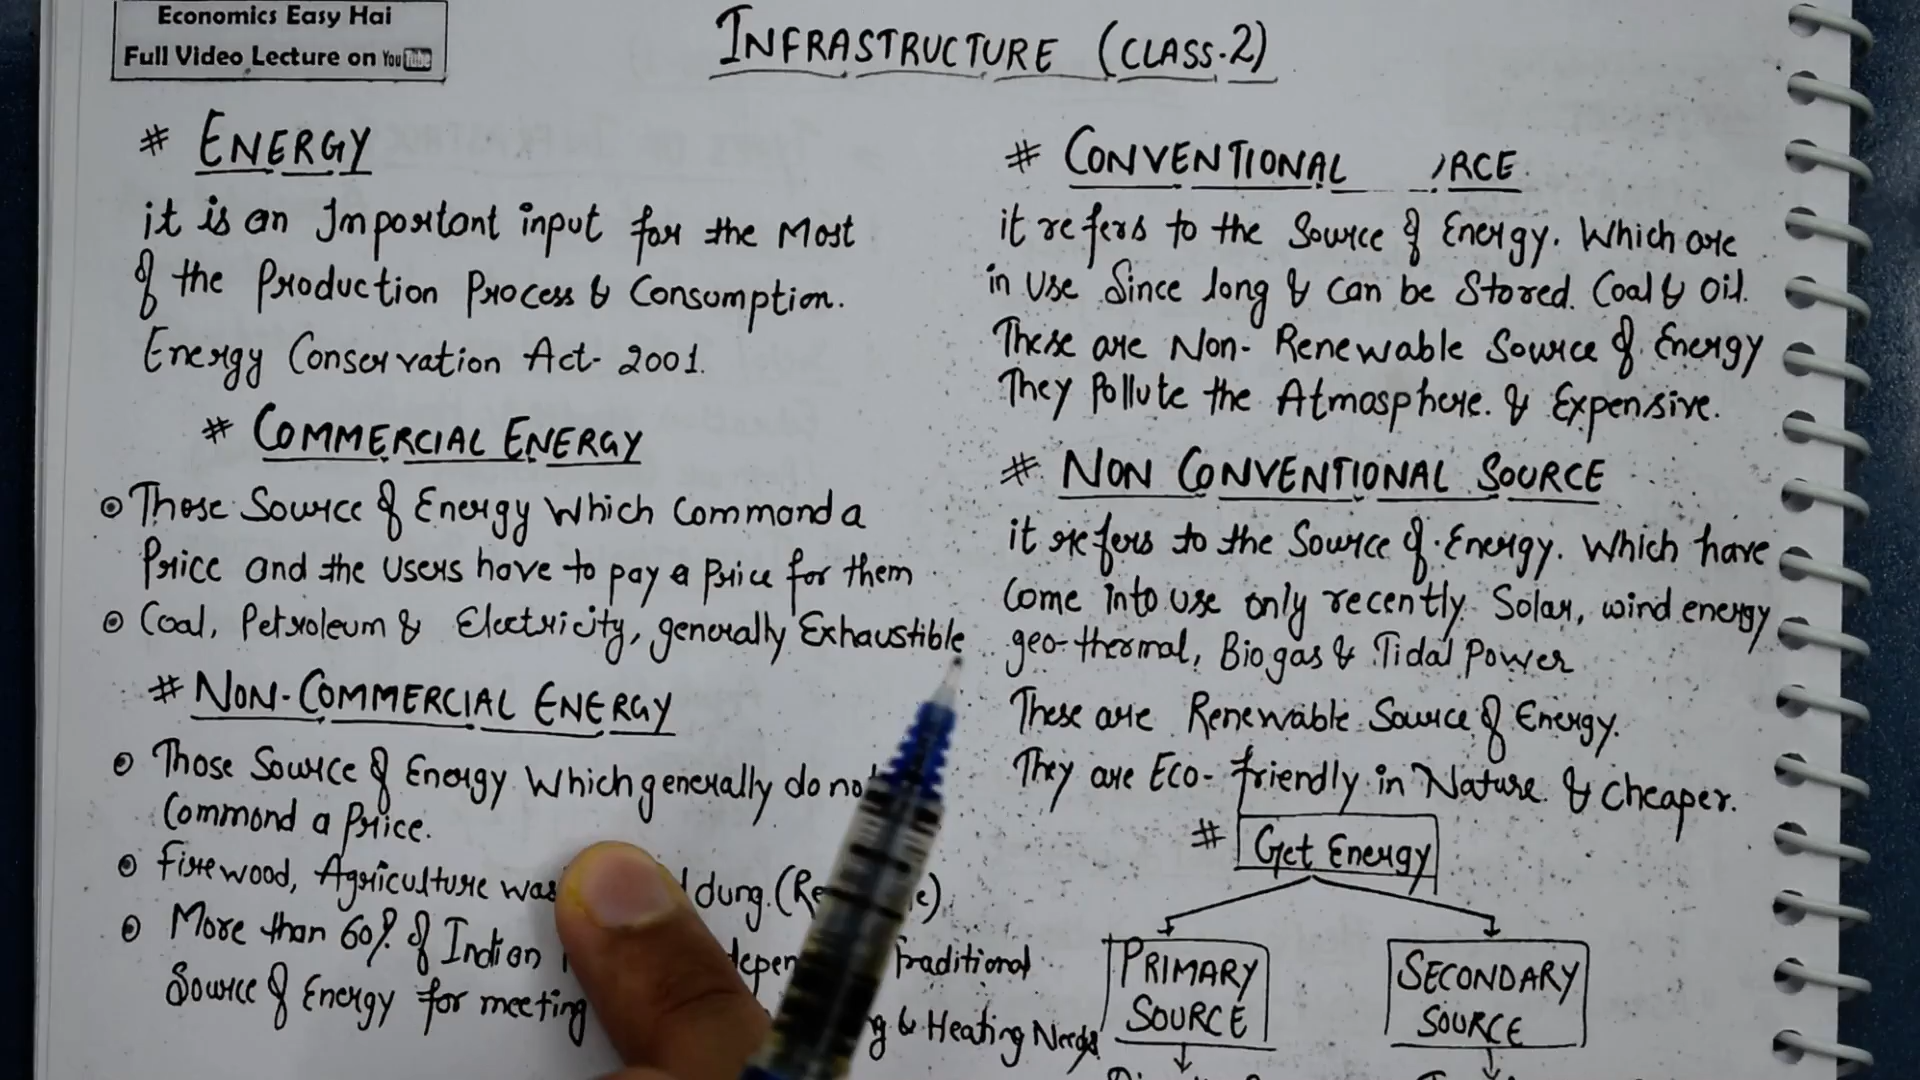 Economics Easy Hai
Full Video Lecture on YouTube
INFRASTRUCTURE (CLASS-2)
# ENERGY
it is an Important input for the Most
of the Production Process & Consumption.
Energy Conservation Act- 2001.
# COMMERCIAL ENERGY
Those Source of Energy Which Command a
Price and the users have to pay a Price for them
Coal, Petroleum & Electricity, generally Exhaustible
# NON-COMMERCIAL ENERGY
Those Source of Energy Which generally do not
Command a Price.
Firewood, Agriculture dung.
More than 60% of Indian Traditional
Source of Energy for meeting & Heating Needs
# CONVENTIONAL
it refers to the Source of Energy. Which are
in Use Since long & can be Stored. Coal & Oil.
These are Non-Renewable Source of Energy
They Pollute the Atmosphere. & Expensive.
# NON CONVENTIONAL SOURCE
it refers to the Source of Energy. Which have
Come into use only recently. Solar, wind energy
geo-thermal, Biogas & Tidal Power
These are Renewable Source of Energy.
They are Eco-friendly in Nature & Cheaper.
# Get Energy
PRIMARY
SOURCE
SECONDARY
SOURCE